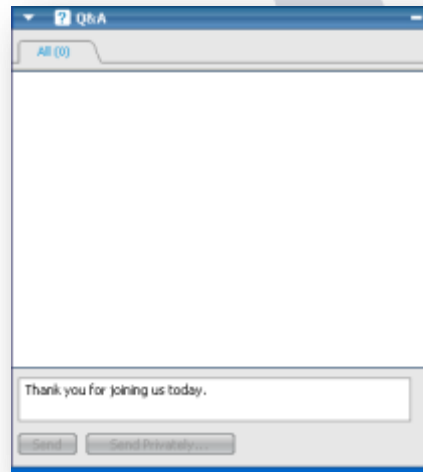 Q&A
All (0)
Thank you for joining us today.
Send
Send Privately...